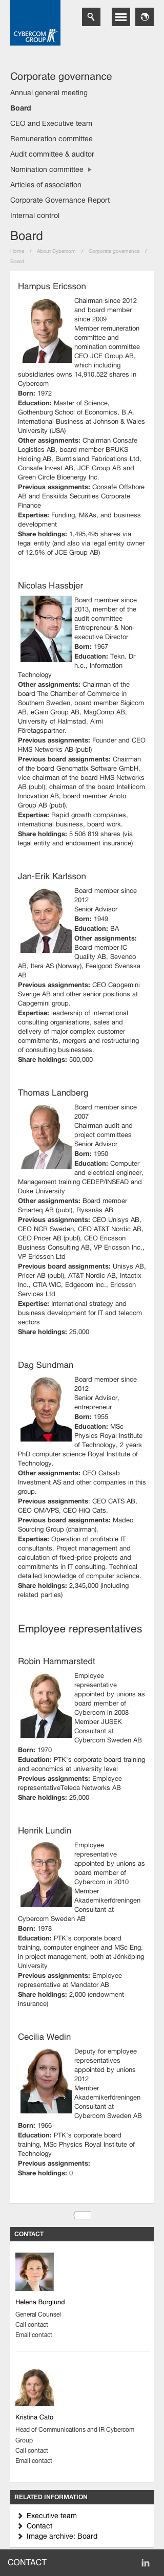 CYBERCOM
GROUP
Corporate governance
Annual general meeting
Board
CEO and Executive team
Remuneration committee
Audit committee & auditor
Nomination committee
Articles of association
Corporate Governance Report
Internal control
Board
Home / About Cybercom / Corporate governance /
Board
Hampus Ericsson
Chairman since 2012
and board member
since 2009
Member remuneration
committee and
nomination committee
CEO JCE Group AB,
which including
subsidiaries owns 14,910,522 shares in
Cybercom
Born: 1972
Education: Master of Science,
Gothenburg School of Economics, B.A.
International Business at Johnson & Wales
University (USA)
Other assignments: Chairman Consafe
Logistics AB, board member BRUKS
Holding AB, Burntisland Fabrications Ltd,
Consafe Invest AB, JCE Group AB and
Green Circle Bioenergy Inc.
Previous assignments: Consafe Offshore
AB and Enskilda Securities Corporate
Finance
Expertise: Funding, M&As, and business
development
Share holdings: 1,495,495 shares via
legal entity (and also via legal entity owner
of 12.5% of JCE Group AB)
Nicolas Hassbjer
Board member since
2013, member of the
audit committee
Entrepreneur & Non-
executive Director
Born: 1967
Education: Tekn. Dr
h.c., Information
Technology
Other assignments: Chairman of the
board The Chamber of Commerce in
Southern Sweden, board member Sigicom
AB, eGain Group AB, MagComp AB,
University of Halmstad, Almi
Företagspartner.
Previous assignments: Founder and CEO
HMS Networks AB (publ)
Previous board assignments: Chairman
of the board Genomatix Software GmbH,
vice chairman of the board HMS Networks
AB (publ), chairman of the board Intellicom
Innovation AB, board member Anoto
Group AB (publ).
Expertise: Rapid growth companies,
international business, board work.
Share holdings: 5 506 819 shares (via
legal entity and endowment insurance)
Jan-Erik Karlsson
Board member since
2012
Senior Advisor
Born: 1949
Education: BA
Other assignments:
Board member IC
Quality AB, Sevenco
AB, Itera AS (Norway), Feelgood Svenska
AB
Previous assignments: CEO Capgemini
Sverige AB and other senior positions at
Capgemini group.
Expertise: leadership of international
consulting organisations, sales and
delivery of major complex customer
commitments, mergers and restructuring
of consulting businesses.
Share holdings: 500,000
Thomas Landberg
Board member since
2007
Chairman audit and
project committees
Senior Advisor
Born: 1950
Education: Computer
and electrical engineer,
Management training CEDEP/INSEAD and
Duke University
Other assignments: Board member
Smarteq AB (publ), Ryssnäs AB
Previous assignments: CEO Unisys AB,
CEO NCR Sweden, CEO AT&T Nordic AB,
CEO Pricer AB (publ), CEO Ericsson
Business Consulting AB, VP Ericsson Inc.,
VP Ericsson Ltd
Previous board assignments: Unisys AB,
Pricer AB (publ), AT&T Nordic AB, Intactix
Inc., CTIA WIC, Edgecom Inc., Ericsson
Services Ltd
Expertise: International strategy and
business development for IT and telecom
sectors
Share holdings: 25,000
Dag Sundman
Board member since
2012
Senior Advisor,
entrepreneur
Born: 1955
Education: MSc
Physics Royal Institute
of Technology, 2 years
PhD computer science Royal Institute of
Technology.
Other assignments: CEO Catsab
Investment AS and other companies in this
group.
Previous assignments: CEO CATS AB,
CEO OM/VPS, CEO HiQ Cats.
Previous board assignments: Madeo
Sourcing Group (chairman).
Expertise: Operation of profitable IT
consultants. Project management and
calculation of fixed-price projects and
commitments in IT consulting. Technical
detailed knowledge of computer science.
Share holdings: 2,345,000 (including
related parties)
Employee representatives
Robin Hammarstedt
Employee
representative
appointed by unions as
board member of
Cybercom in 2008
Member JUSEK
Consultant at
Cybercom Sweden AB
Born: 1970
Education: PTK's corporate board training
and economics at university level
Previous assignments: Employee
representativeTeleca Networks AB
Share holdings: 25,000
Henrik Lundin
Employee
representative
appointed by unions as
board member of
Cybercom in 2010
Member
Akademikerföreningen
Consultant at
Cybercom Sweden AB
Born: 1978
Education: PTK's corporate board
training, computer engineer and MSc Eng.
in project management, both at Jönköping
University
Previous assignments: Employee
representative at Mandator AB
Share holdings: 2,000 (endowment
insurance)
Cecilia Wedin
Deputy for employee
representatives
appointed by unions
2012
Member
Akademikerföreningen
Consultant at
Cybercom Sweden AB
Born: 1966
Education: PTK's corporate board
training, MSc Physics Royal Institute of
Technology
Previous assignments:
Share holdings: 0
CONTACT
Helena Borglund
General Counsel
Call contact
Email contact
Kristina Cato
Head of Communications and IR Cybercom
Group
Call contact
Email contact
RELATED INFORMATION
Executive team
Contact
Image archive: Board
CONTACT
in